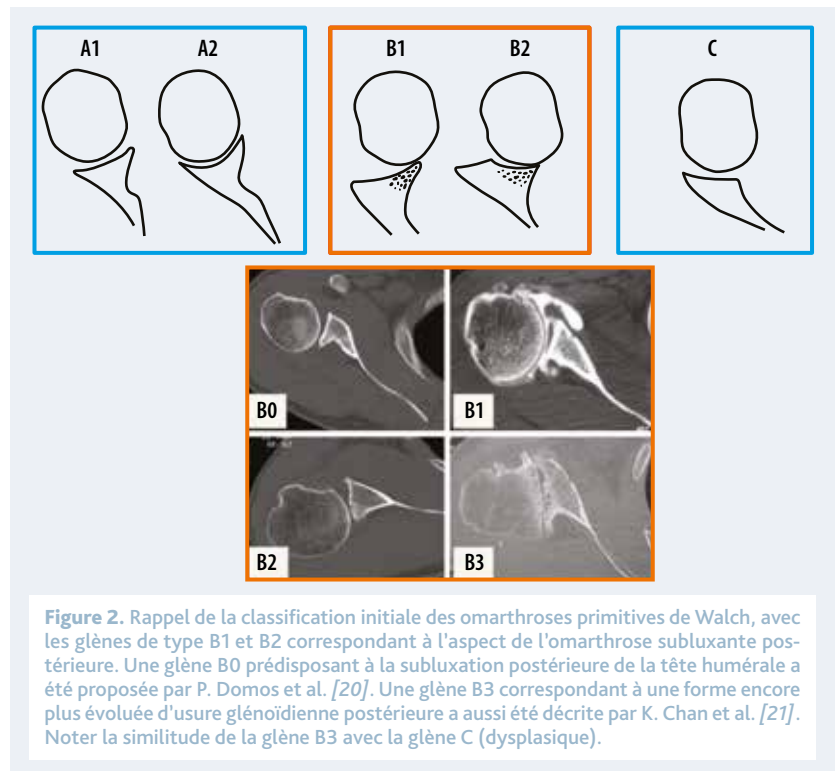 A1 A2 B1 B2 C
B0 B1
B2 B3
Figure 2. Rappel de la classification initiale des omarthroses primitives de Walch, avec
les glènes de type B1 et B2 correspondant à l'aspect de l'omarthrose subluxante pos-
térieure. Une glène B0 prédisposant à la subluxation postérieure de la tête humérale a
été proposée par P. Domos et al. [20]. Une glène B3 correspondant à une forme encore
plus évoluée d'usure glénoïdienne postérieure a aussi été décrite par K. Chan et al. [21].
Noter la similitude de la glène B3 avec la glène C (dysplasique).